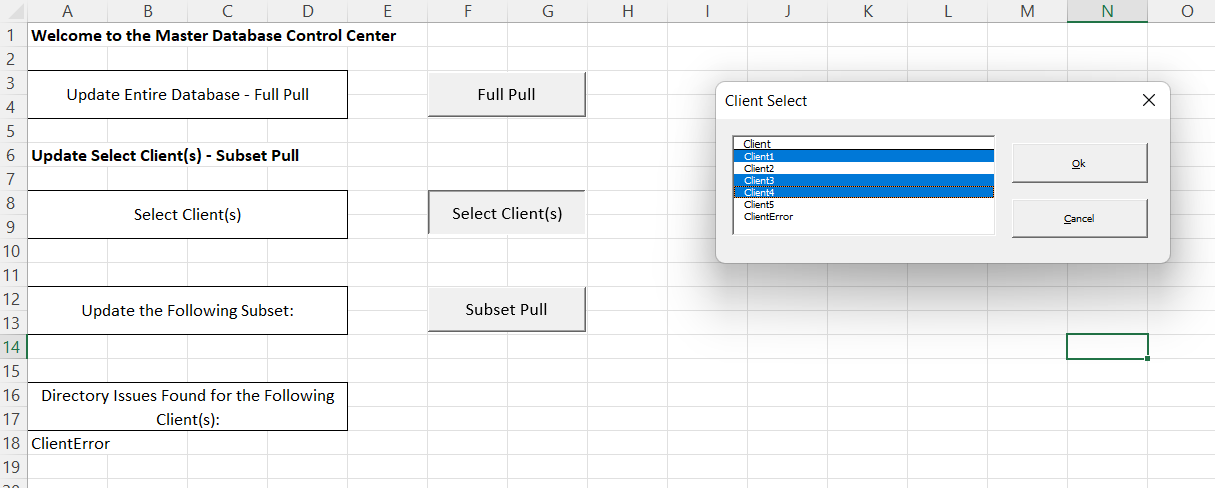 A B C D E F G H I J K L M N O
1 Welcome to the Master Database Control Center
2
3
Update Entire Database - Full Pull
Full Pull
4
5
6 Update Select Client(s) - Subset Pull
7
8
Select Client(s)
Select Client(s)
9
10
11
12
Update the Following Subset:
Subset Pull
13
14
15
16 Directory Issues Found for the Following
17 Client(s):
18 ClientError
19
Client Select
Client
Client1
Client2
Client3
Client4
Client5
ClientError
Ok
Cancel